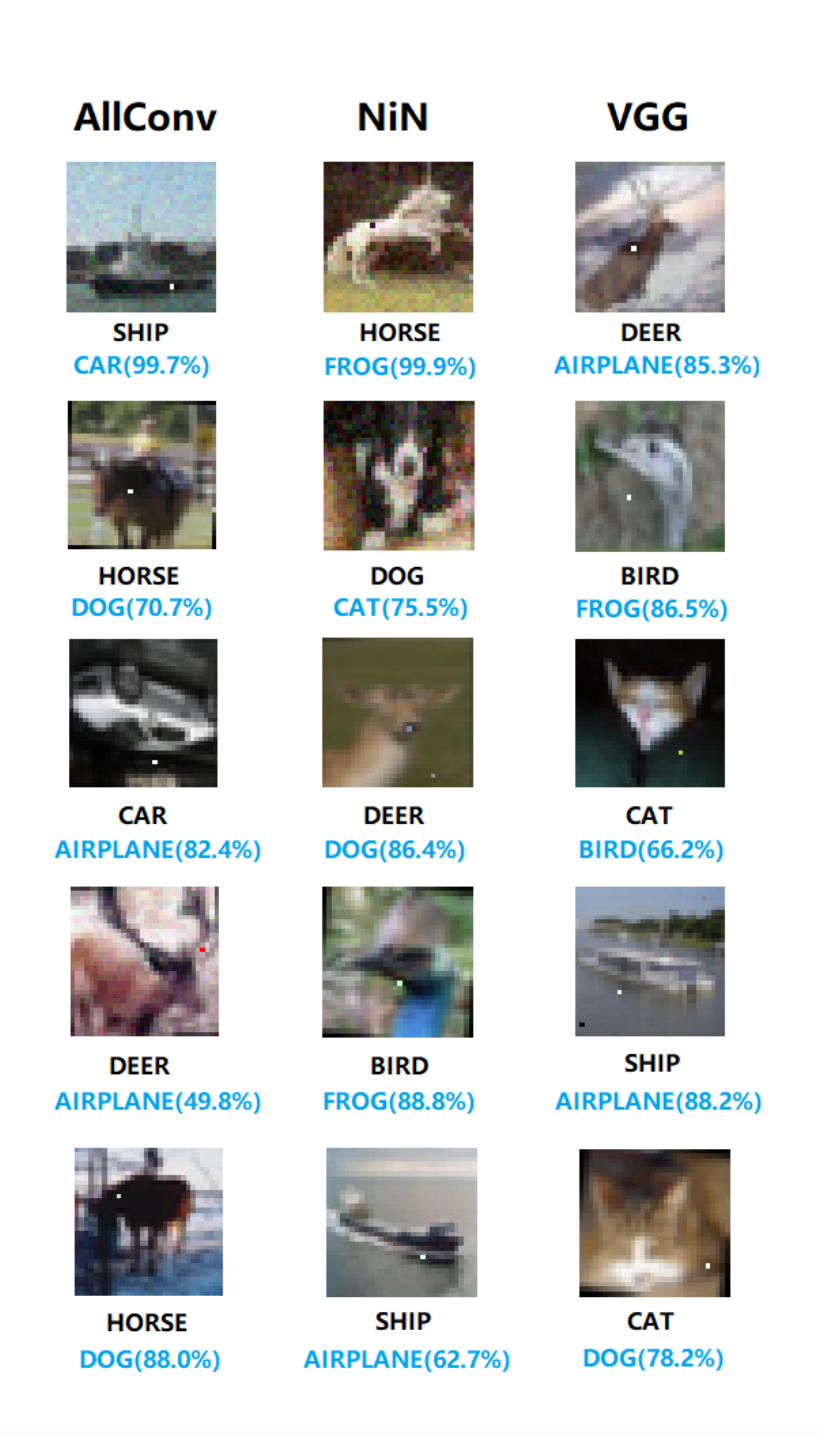 AllConv NiN VGG
SHIP HORSE DEER
CAR(99.7%) FROG(99.9%) AIRPLANE(85.3%)
HORSE DOG BIRD
DOG(70.7%) CAT(75.5%) FROG(86.5%)
CAR DEER CAT
AIRPLANE(82.4%) DOG(86.4%) BIRD(66.2%)
DEER BIRD SHIP
AIRPLANE(49.8%) FROG(88.8%) AIRPLANE(88.2%)
HORSE SHIP CAT
DOG(88.0%) AIRPLANE(62.7%) DOG(78.2%)